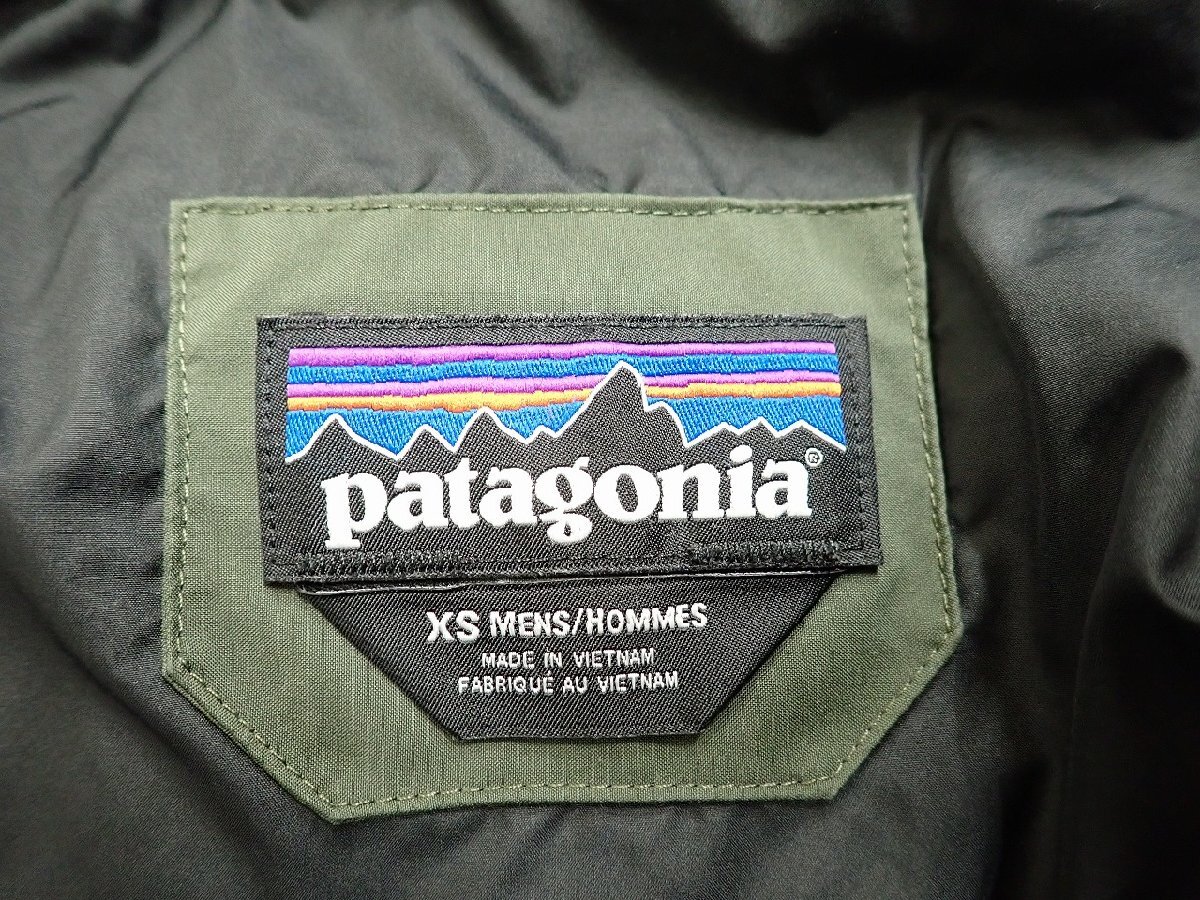 patagonia®
XS MENS/HOMMES
MADE IN VIETNAM
FABRIQUÉ AU VIETNAM